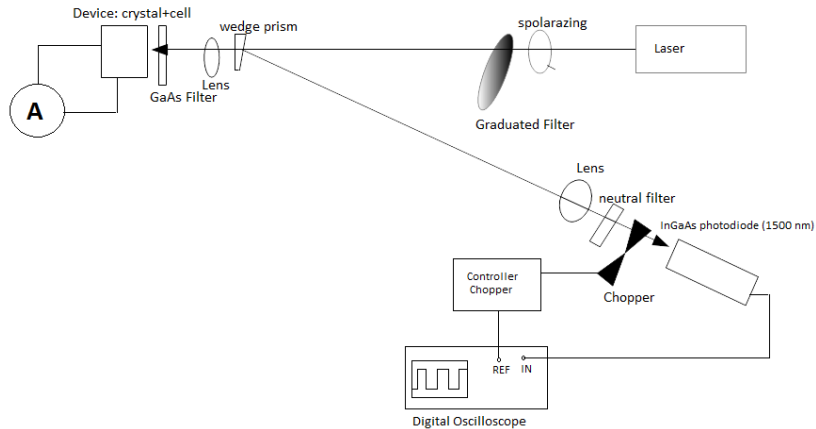 Device: crystal+cell
spolarazing
wedge prism
Laser
A
Lens
GaAs Filter
Graduated Filter
Lens
neutral filter
InGaAs photodiode (1500 nm)
Controller
Chopper
Chopper
REF
IN
Digital Oscilloscope